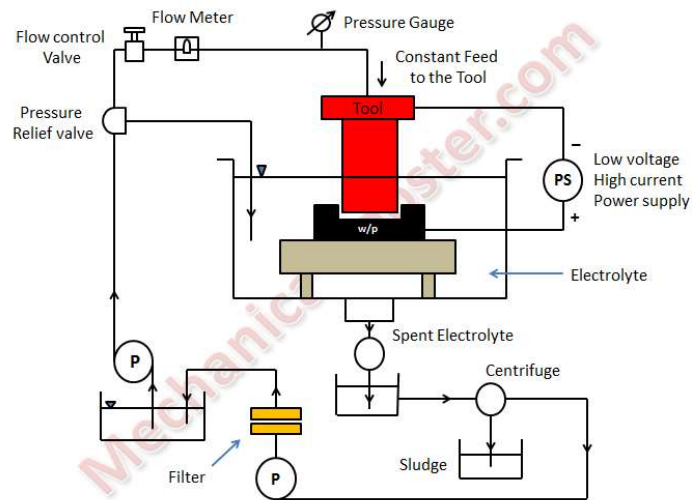 Flow Meter
Flow control
Valve
Pressure Gauge
Constant Feed
to the Tool
Tool
Pressure
Relief valve
−
PS
+
Low voltage
High current
Power supply
w/p
Electrolyte
Spent Electrolyte
P
Centrifuge
Filter
P
Sludge